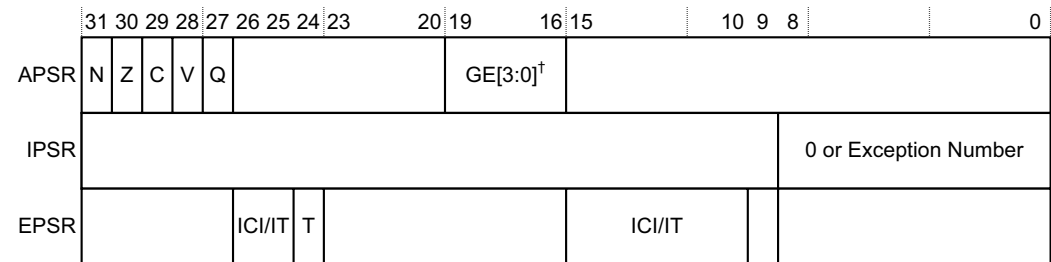 31 30 29 28 27 26 25 24 23 20 19 16 15 10 9 8 0
APSR N Z C V Q GE[3:0]†
IPSR 0 or Exception Number
EPSR ICI/IT T ICI/IT